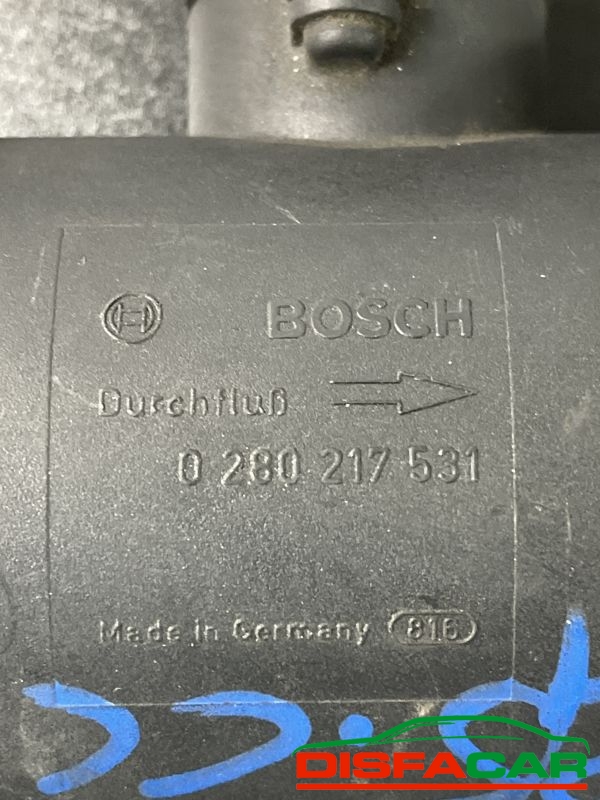 BOSCH
Durchfluß
0 280 217 531
Made in Germany 816
DISFACAR